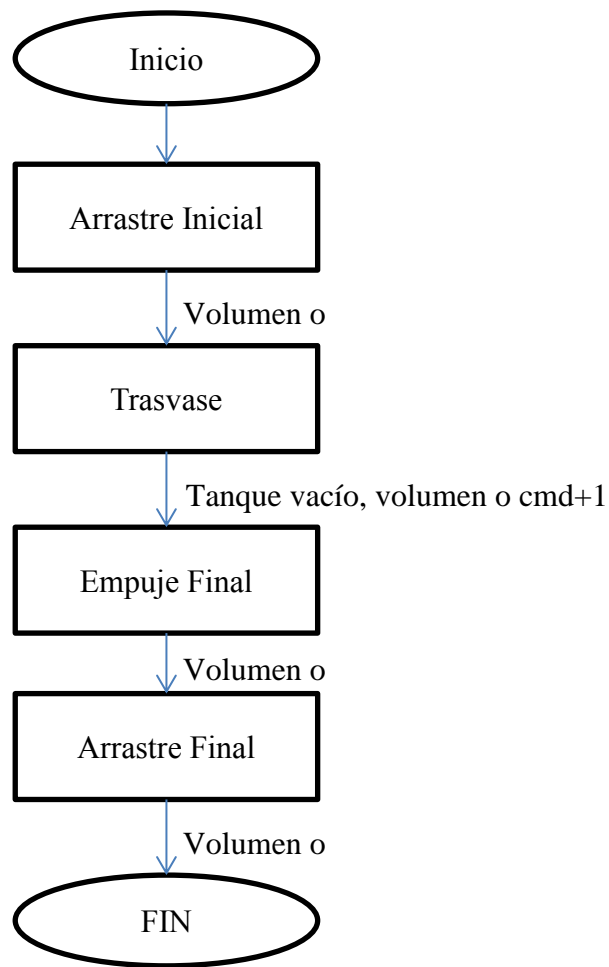 Inicio
Arrastre Inicial
Volumen o
Trasvase
Tanque vacío, volumen o cmd+1
Empuje Final
Volumen o
Arrastre Final
Volumen o
FIN